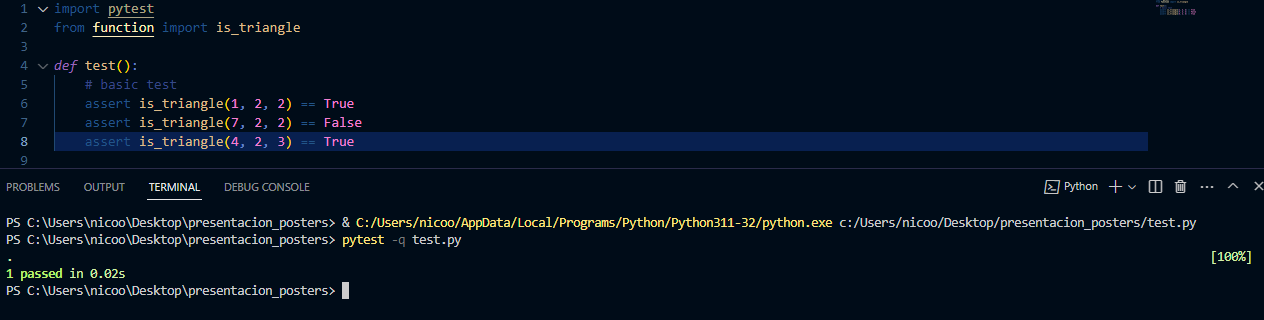 1 import pytest
2 from function import is_triangle
3
4 def test():
5 # basic test
6 assert is_triangle(1, 2, 2) == True
7 assert is_triangle(7, 2, 2) == False
8 assert is_triangle(4, 2, 3) == True
9
PROBLEMS OUTPUT TERMINAL DEBUG CONSOLE Python
PS C:\Users\nicoo\Desktop\presentacion_posters> & C:/Users/nicoo/AppData/Local/Programs/Python/Python311-32/python.exe c:/Users/nicoo/Desktop/presentacion_posters/test.py
PS C:\Users\nicoo\Desktop\presentacion_posters> pytest -q test.py
. [100%]
1 passed in 0.02s
PS C:\Users\nicoo\Desktop\presentacion_posters>